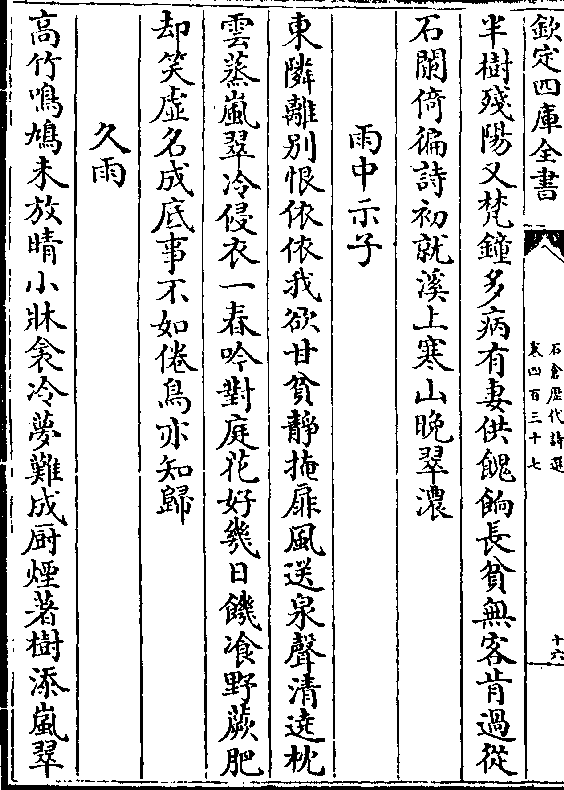 欽定四庫全書
石倉歴代詩選
卷四百三十七
十六
半樹殘陽又梵鐘多病有妻供餽餉長貧無客肯過從
石闌倚徧詩初就溪上寒山晚翠濃
雨中示子
東隣離别恨依依我欲甘貧靜掩扉風送泉聲清遶枕
雲蒸嵐翠冷侵衣一春吟對庭花好幾日饑飡野蕨肥
却笑虚名成底事不如倦鳥亦知歸
久雨
高竹鳴鳩未放晴小牀衾冷夢難成厨煙著樹添嵐翠